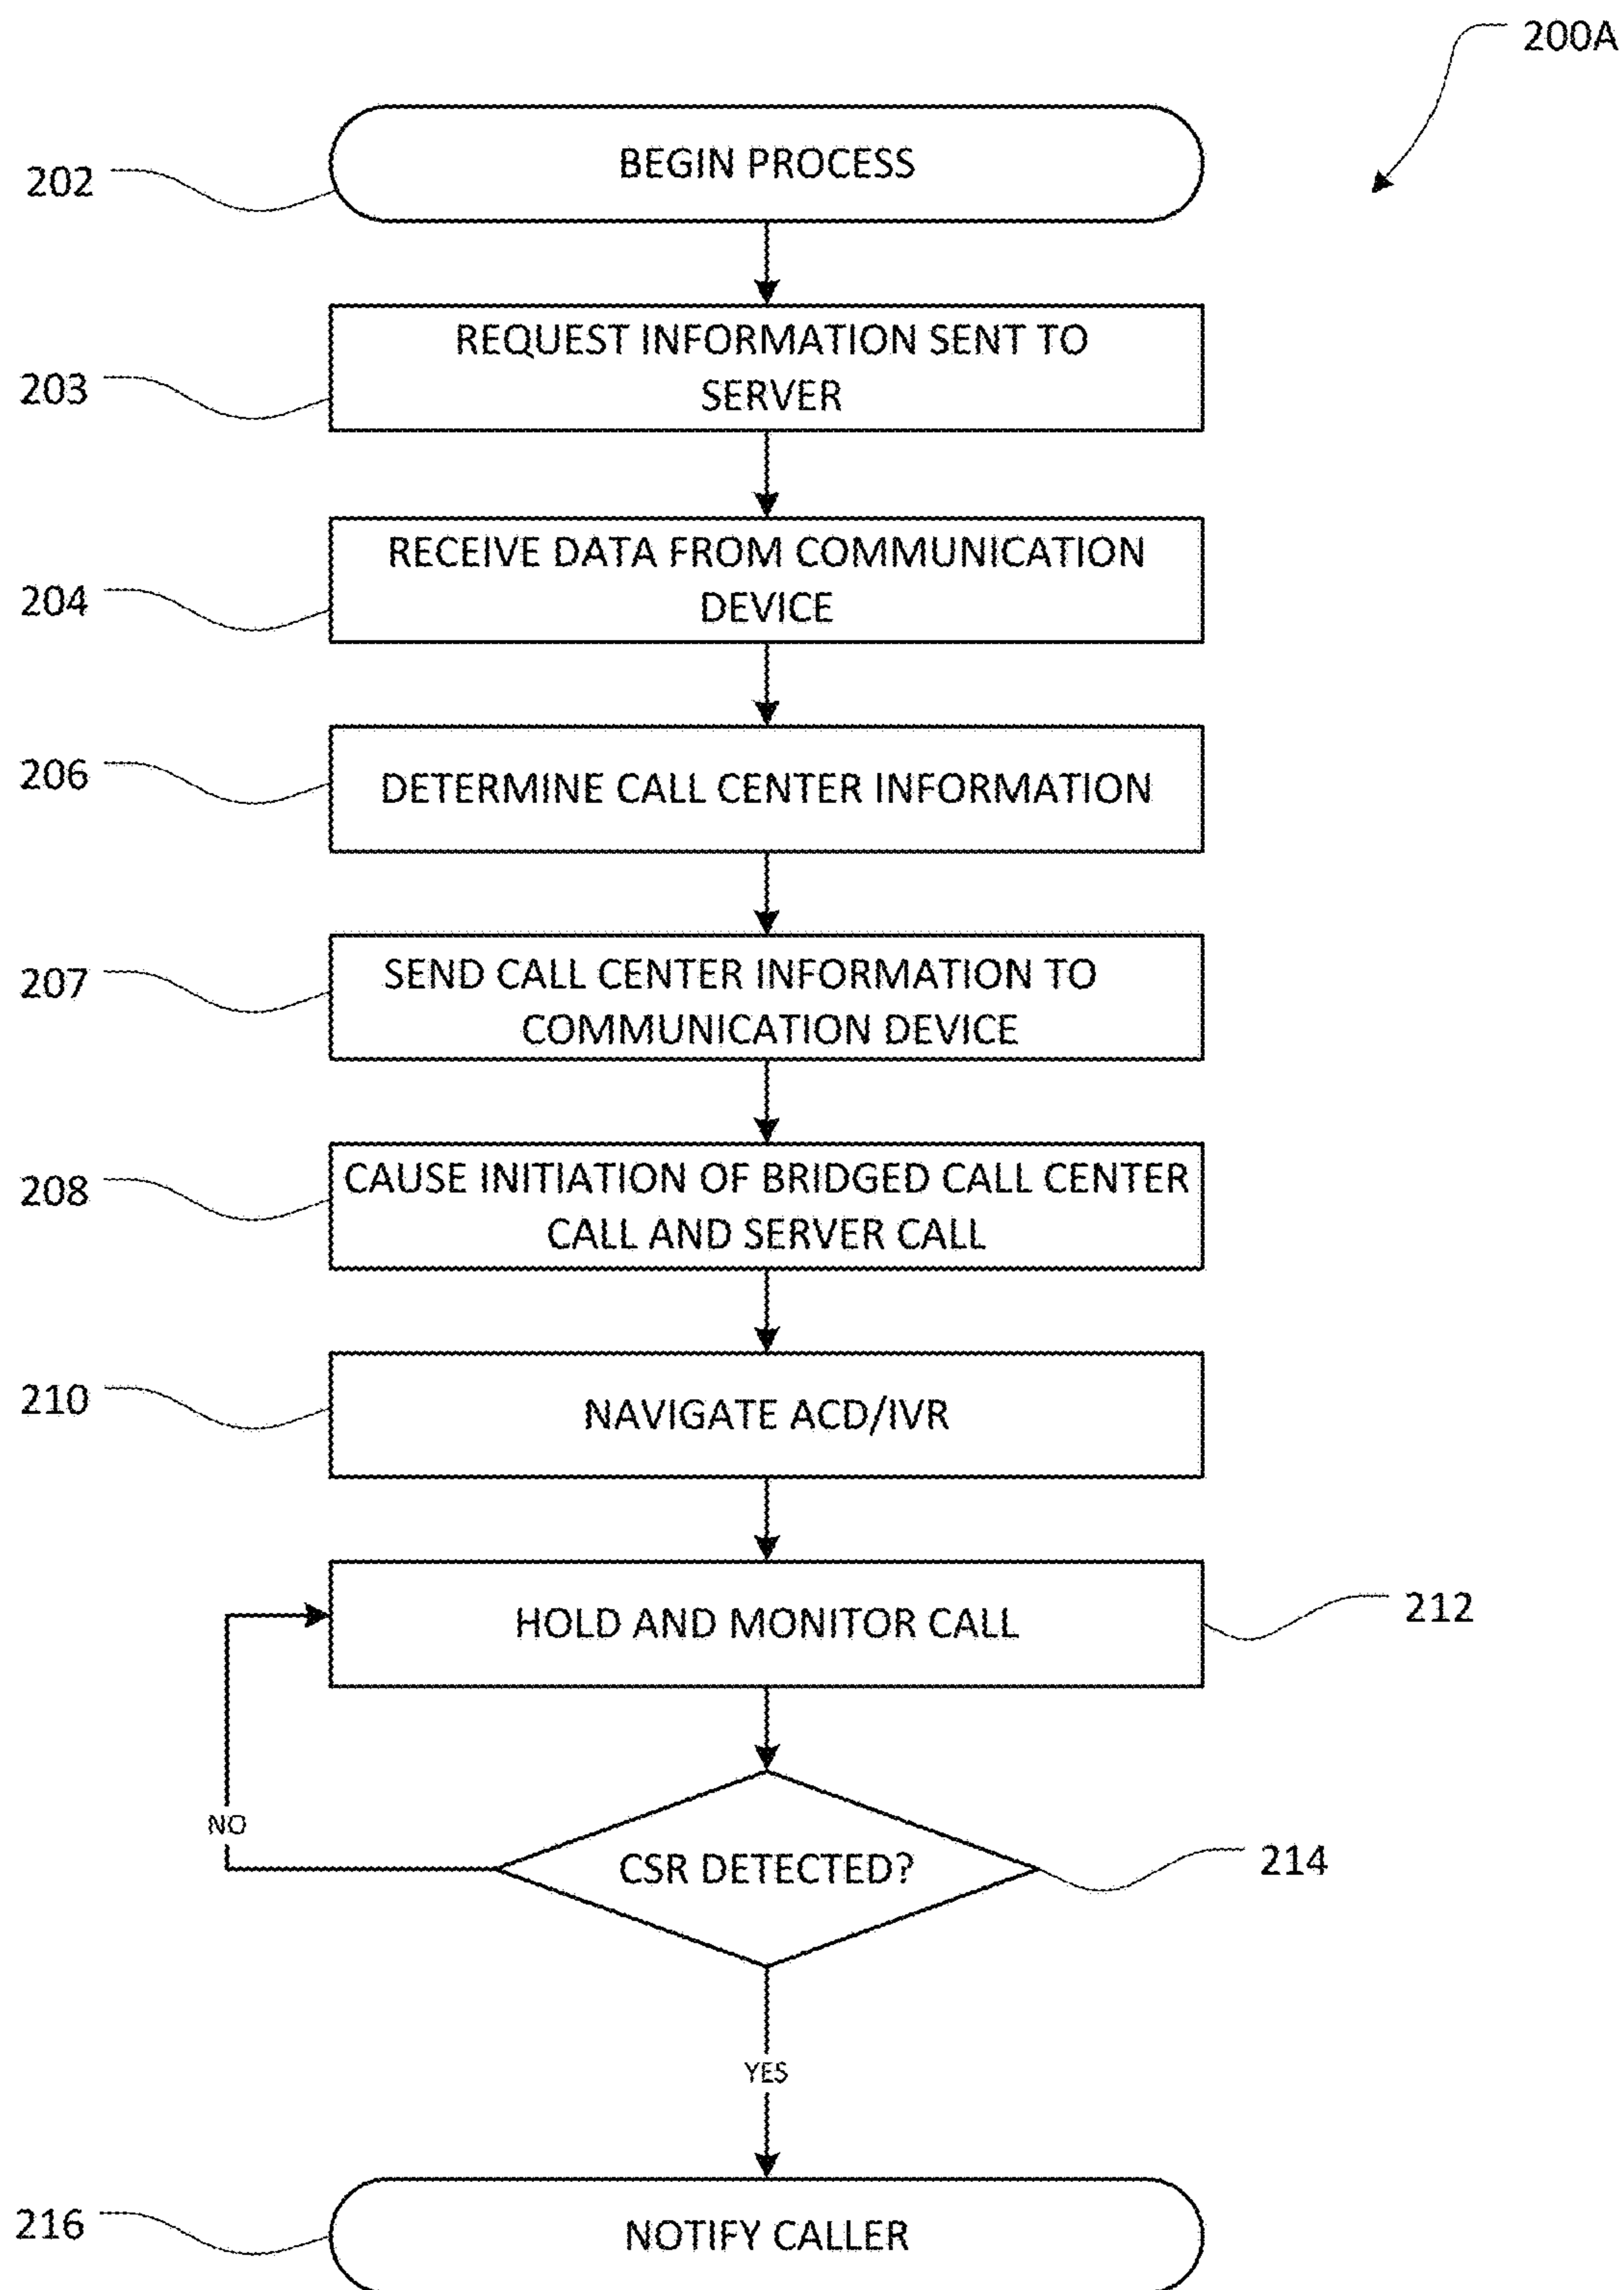 200A
202
BEGIN PROCESS
203
REQUEST INFORMATION SENT TO
SERVER
204
RECEIVE DATA FROM COMMUNICATION
DEVICE
206
DETERMINE CALL CENTER INFORMATION
207
SEND CALL CENTER INFORMATION TO
COMMUNICATION DEVICE
208
CAUSE INITIATION OF BRIDGED CALL CENTER
CALL AND SERVER CALL
210
NAVIGATE ACD/IVR
HOLD AND MONITOR CALL
212
NO
CSR DETECTED?
214
YES
216
NOTIFY CALLER